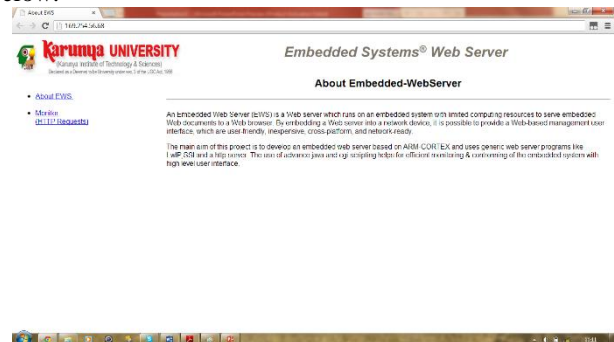 About EWS
169.254.56.68
Karunya UNIVERSITY
(Karunya Institute of Technology & Sciences)
Embedded Systems® Web Server
About Embedded-WebServer
About EWS
(HTTP Requests)
An Embedded Web Server (EWS) is a Web server which runs on an embedded system with limited computing resources to serve embedded
Web documents to a Web browser. By embedding a Web server into a network device, it is possible to provide a Web-based management user
interface, which are user-friendly, inexpensive, cross-platform, and network-ready.
The main aim of this project is to develop an embedded web server based on ARM-CORTEX and uses generic web server programs like
LwIP, SSI and a http server. The use of advance java and cgi scripting helps for efficient monitoring & contronning of the embedded system with
high level user interface.